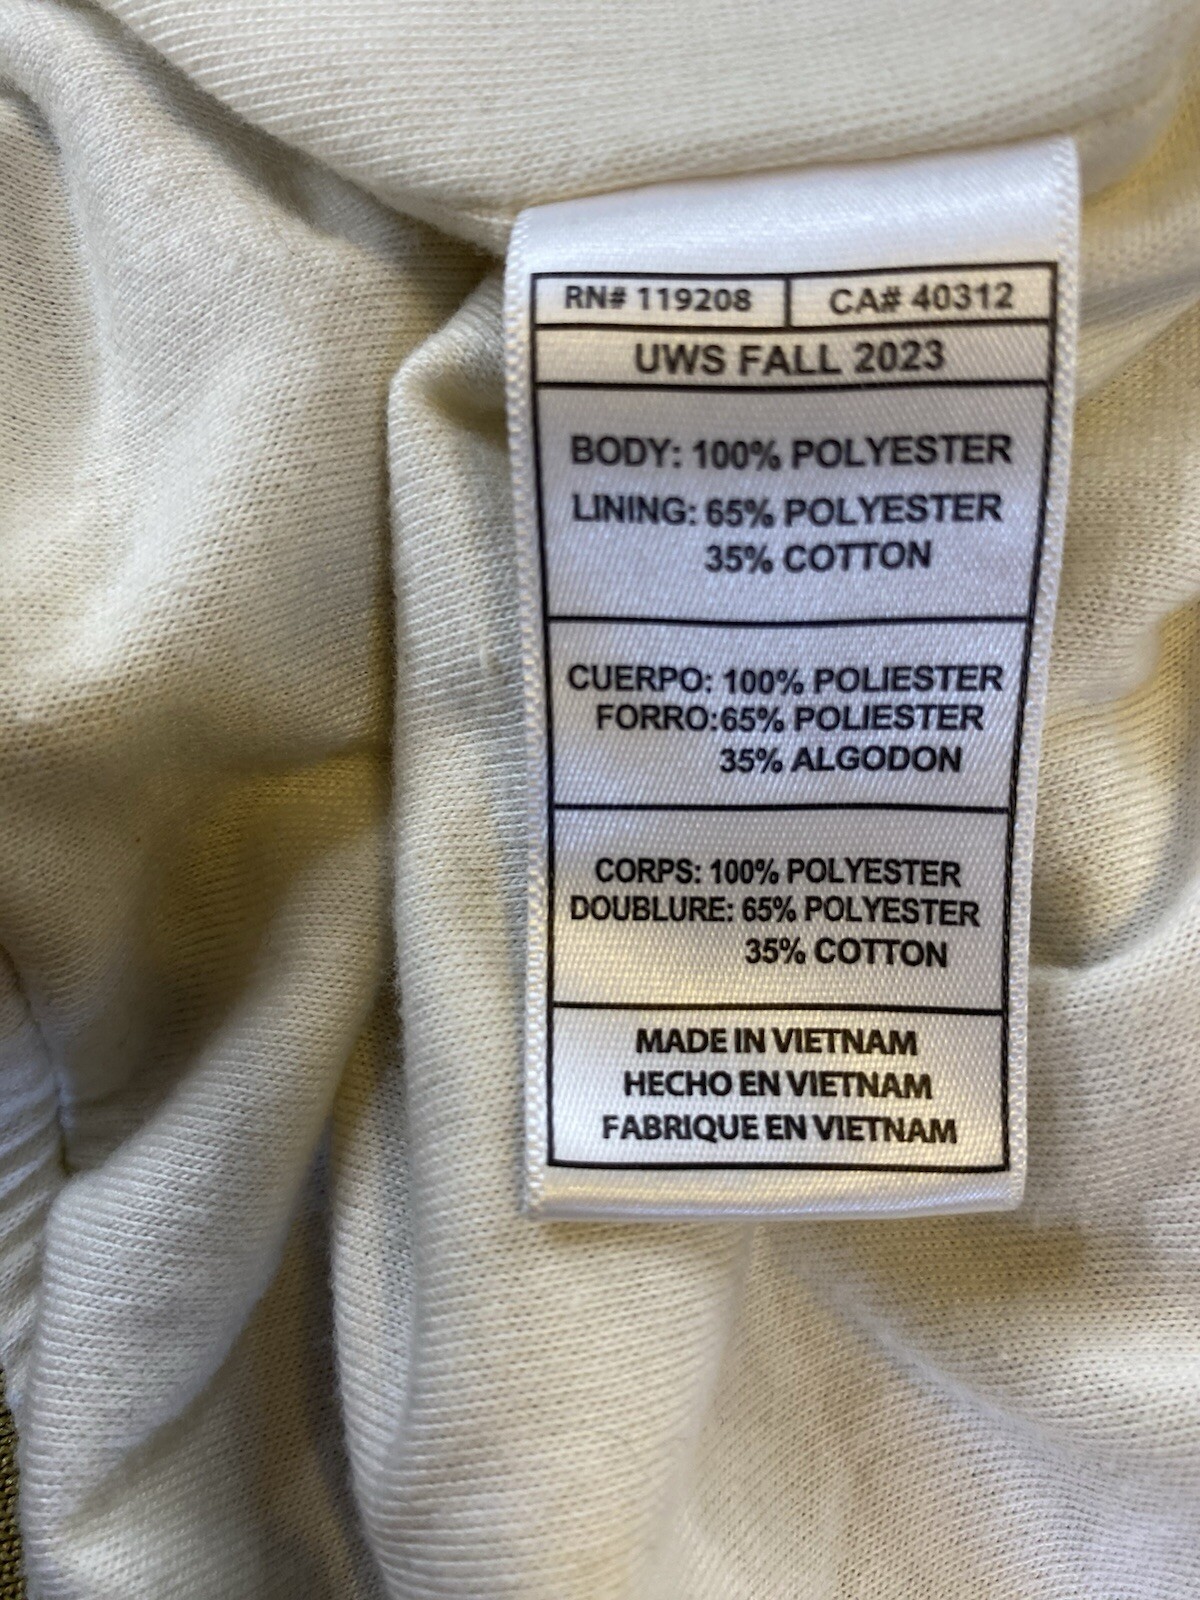 RN# 119208 CA# 40312
UWS FALL 2023
BODY: 100% POLYESTER
LINING: 65% POLYESTER
35% COTTON
CUERPO: 100% POLIESTER
FORRO:65% POLIESTER
35% ALGODON
CORPS: 100% POLYESTER
DOUBLURE: 65% POLYESTER
35% COTTON
MADE IN VIETNAM
HECHO EN VIETNAM
FABRIQUE EN VIETNAM